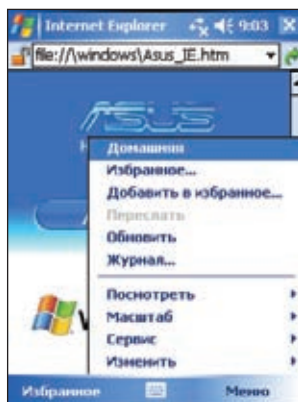 Internet Explorer 9:03
file://\windows\Asus_IE.htm
ASUS
Домашняя
Избранное...
Добавить в избранное...
Переслать
Обновить
Журнал...
Посмотреть
Масштаб
Сервис
Изменить
Избранное Меню